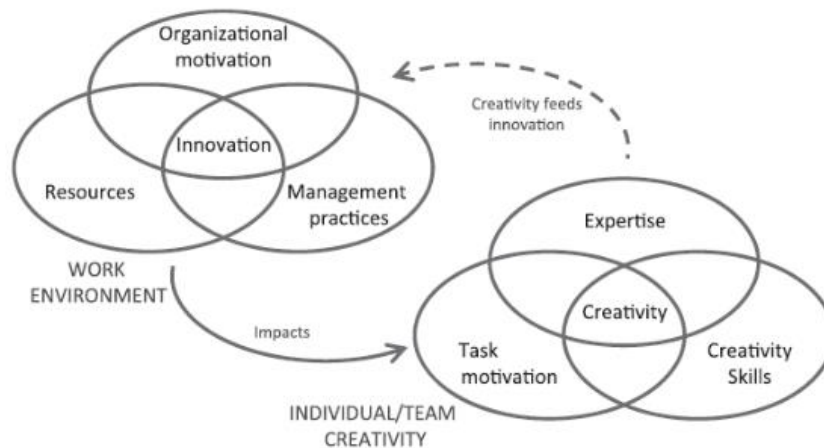 Organizational
motivation
Innovation
Resources
Management
practices
WORK
ENVIRONMENT
Creativity feeds
innovation
Impacts
Expertise
Creativity
Task
motivation
Creativity
Skills
INDIVIDUAL/TEAM
CREATIVITY